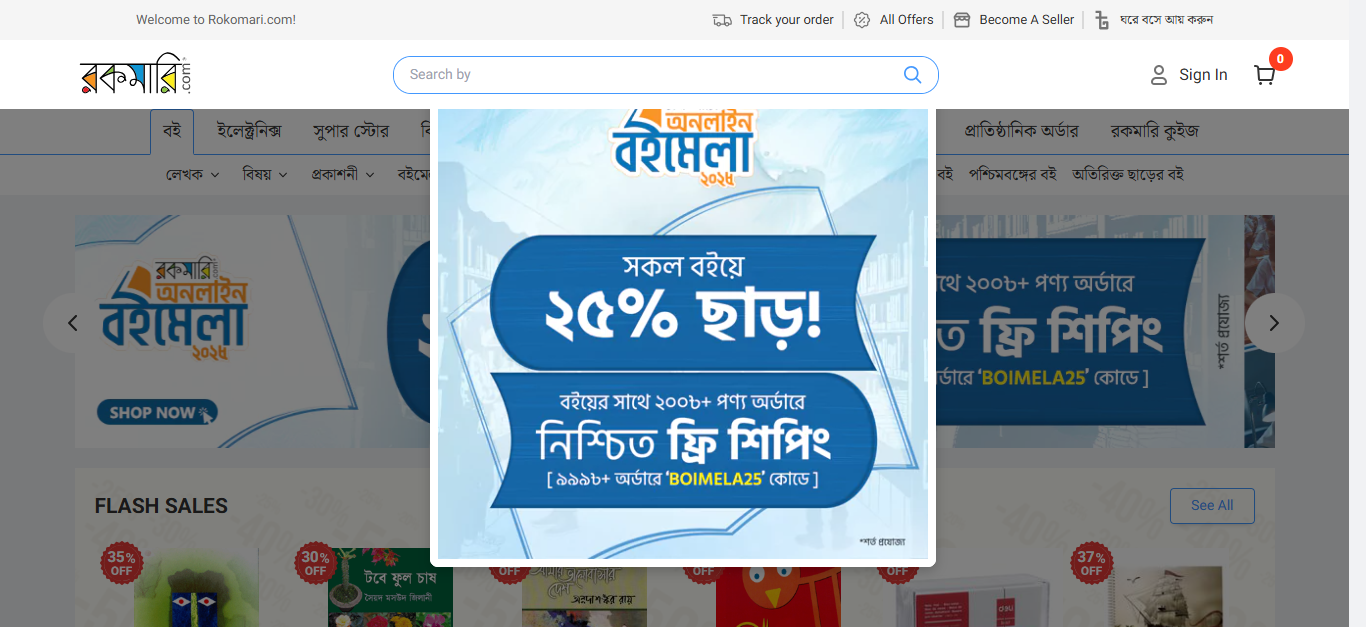 Welcome to Rokomari.com!
Track your order
All Offers
Become A Seller
ঘরে বসে আয় করুন
রকমারি.com
Search by
Sign In
0
বই
ইলেক্ট্রনিক্স
সুপার স্টোর
প্রাতিষ্ঠানিক অর্ডার
রকমারি কুইজ
লেখক
বিষয়
প্রকাশনী
বই
পশ্চিমবঙ্গের বই
অতিরিক্ত ছাড়ের বই
অনলাইন
বইমেলা
২০২৫
সকল বইয়ে
২৫% ছাড়!
বইয়ের সাথে ২০০৳+ পণ্য অর্ডারে
নিশ্চিত ফ্রি শিপিং
[ ৯৯৯৳+ অর্ডারে ‘BOIMELA25’ কোডে ]
*শর্ত প্রযোজ্য
রকমারি.com
অনলাইন
বইমেলা
২০২৫
SHOP NOW
২০০৳+ পণ্য অর্ডারে
ফ্রি শিপিং
‘BOIMELA25’ কোডে ]
*শর্ত প্রযোজ্য
FLASH SALES
See All
35%
OFF
30%
OFF
টবে ফুল চাষ
OFF
OFF
OFF
37%
OFF